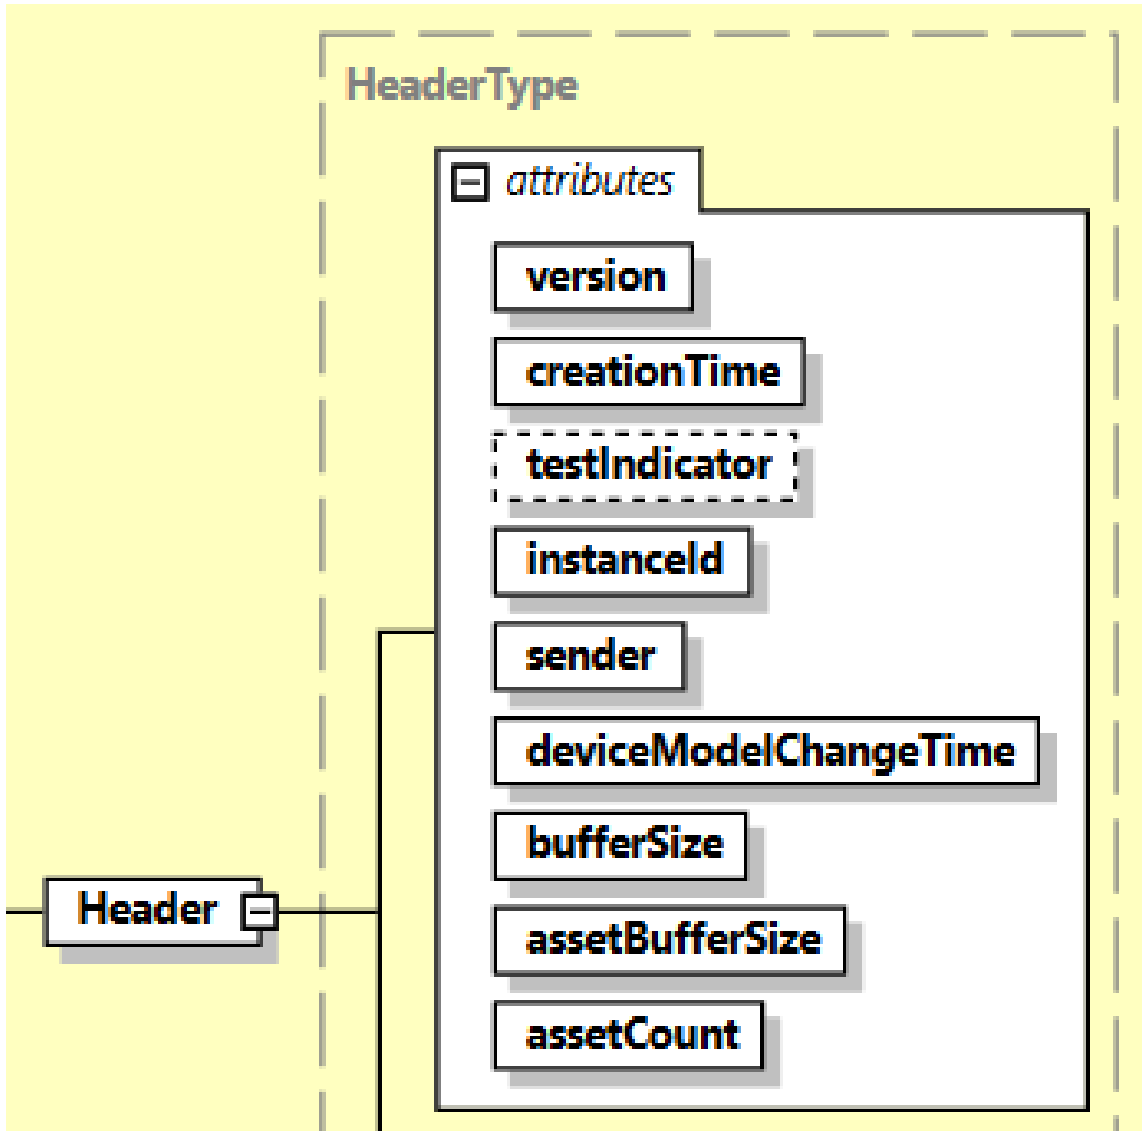 HeaderType
attributes
version
creationTime
testIndicator
instanceId
sender
deviceModelChangeTime
bufferSize
Header
assetBufferSize
assetCount